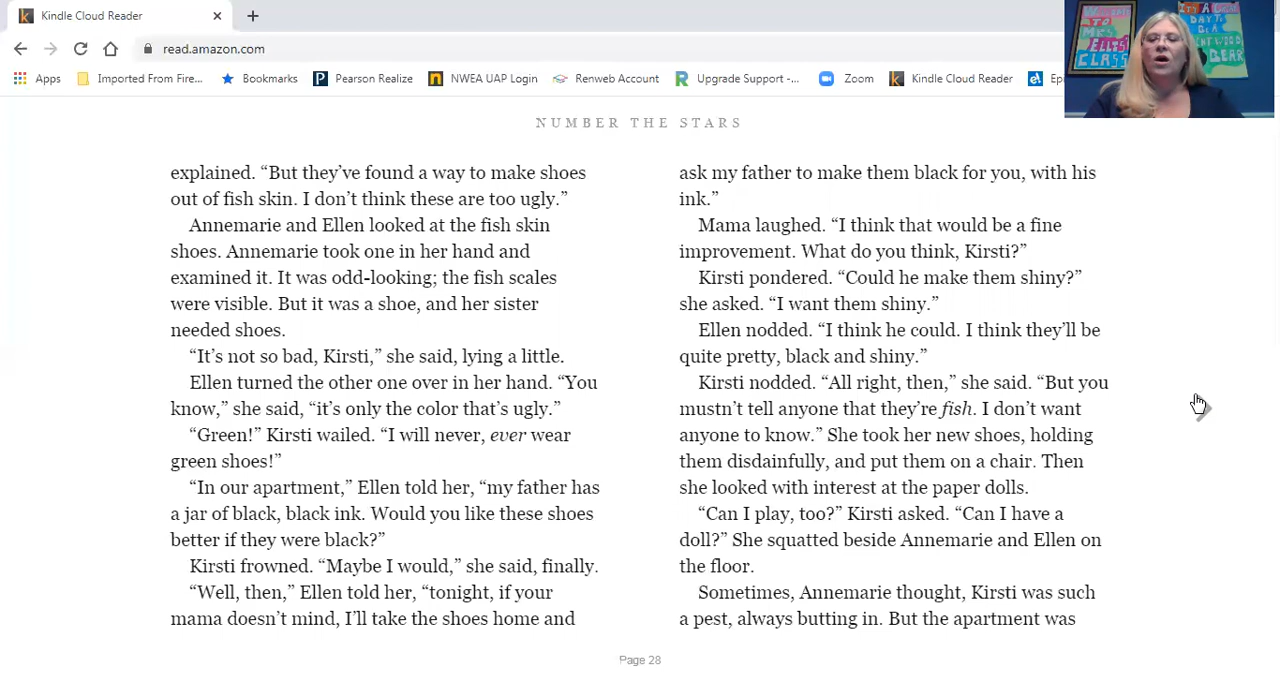 Kindle Cloud Reader
read.amazon.com
Apps
Imported From Fire...
Bookmarks
Pearson Realize
NWEA UAP Login
Renweb Account
Upgrade Support -...
Zoom
Kindle Cloud Reader
TO
MRS
CLASS
DAY TO
BE A
BEAR
NUMBER THE STARS
explained. “But they’ve found a way to make shoes
out of fish skin. I don’t think these are too ugly.”
Annemarie and Ellen looked at the fish skin
shoes. Annemarie took one in her hand and
examined it. It was odd-looking; the fish scales
were visible. But it was a shoe, and her sister
needed shoes.
“It’s not so bad, Kirsti,” she said, lying a little.
Ellen turned the other one over in her hand. “You
know,” she said, “it’s only the color that’s ugly.”
“Green!” Kirsti wailed. “I will never, ever wear
green shoes!”
“In our apartment,” Ellen told her, “my father has
a jar of black, black ink. Would you like these shoes
better if they were black?”
Kirsti frowned. “Maybe I would,” she said, finally.
“Well, then,” Ellen told her, “tonight, if your
mama doesn’t mind, I’ll take the shoes home and
ask my father to make them black for you, with his
ink.”
Mama laughed. “I think that would be a fine
improvement. What do you think, Kirsti?”
Kirsti pondered. “Could he make them shiny?”
she asked. “I want them shiny.”
Ellen nodded. “I think he could. I think they’ll be
quite pretty, black and shiny.”
Kirsti nodded. “All right, then,” she said. “But you
mustn’t tell anyone that they’re fish. I don’t want
anyone to know.” She took her new shoes, holding
them disdainfully, and put them on a chair. Then
she looked with interest at the paper dolls.
“Can I play, too?” Kirsti asked. “Can I have a
doll?” She squatted beside Annemarie and Ellen on
the floor.
Sometimes, Annemarie thought, Kirsti was such
a pest, always butting in. But the apartment was
Page 28